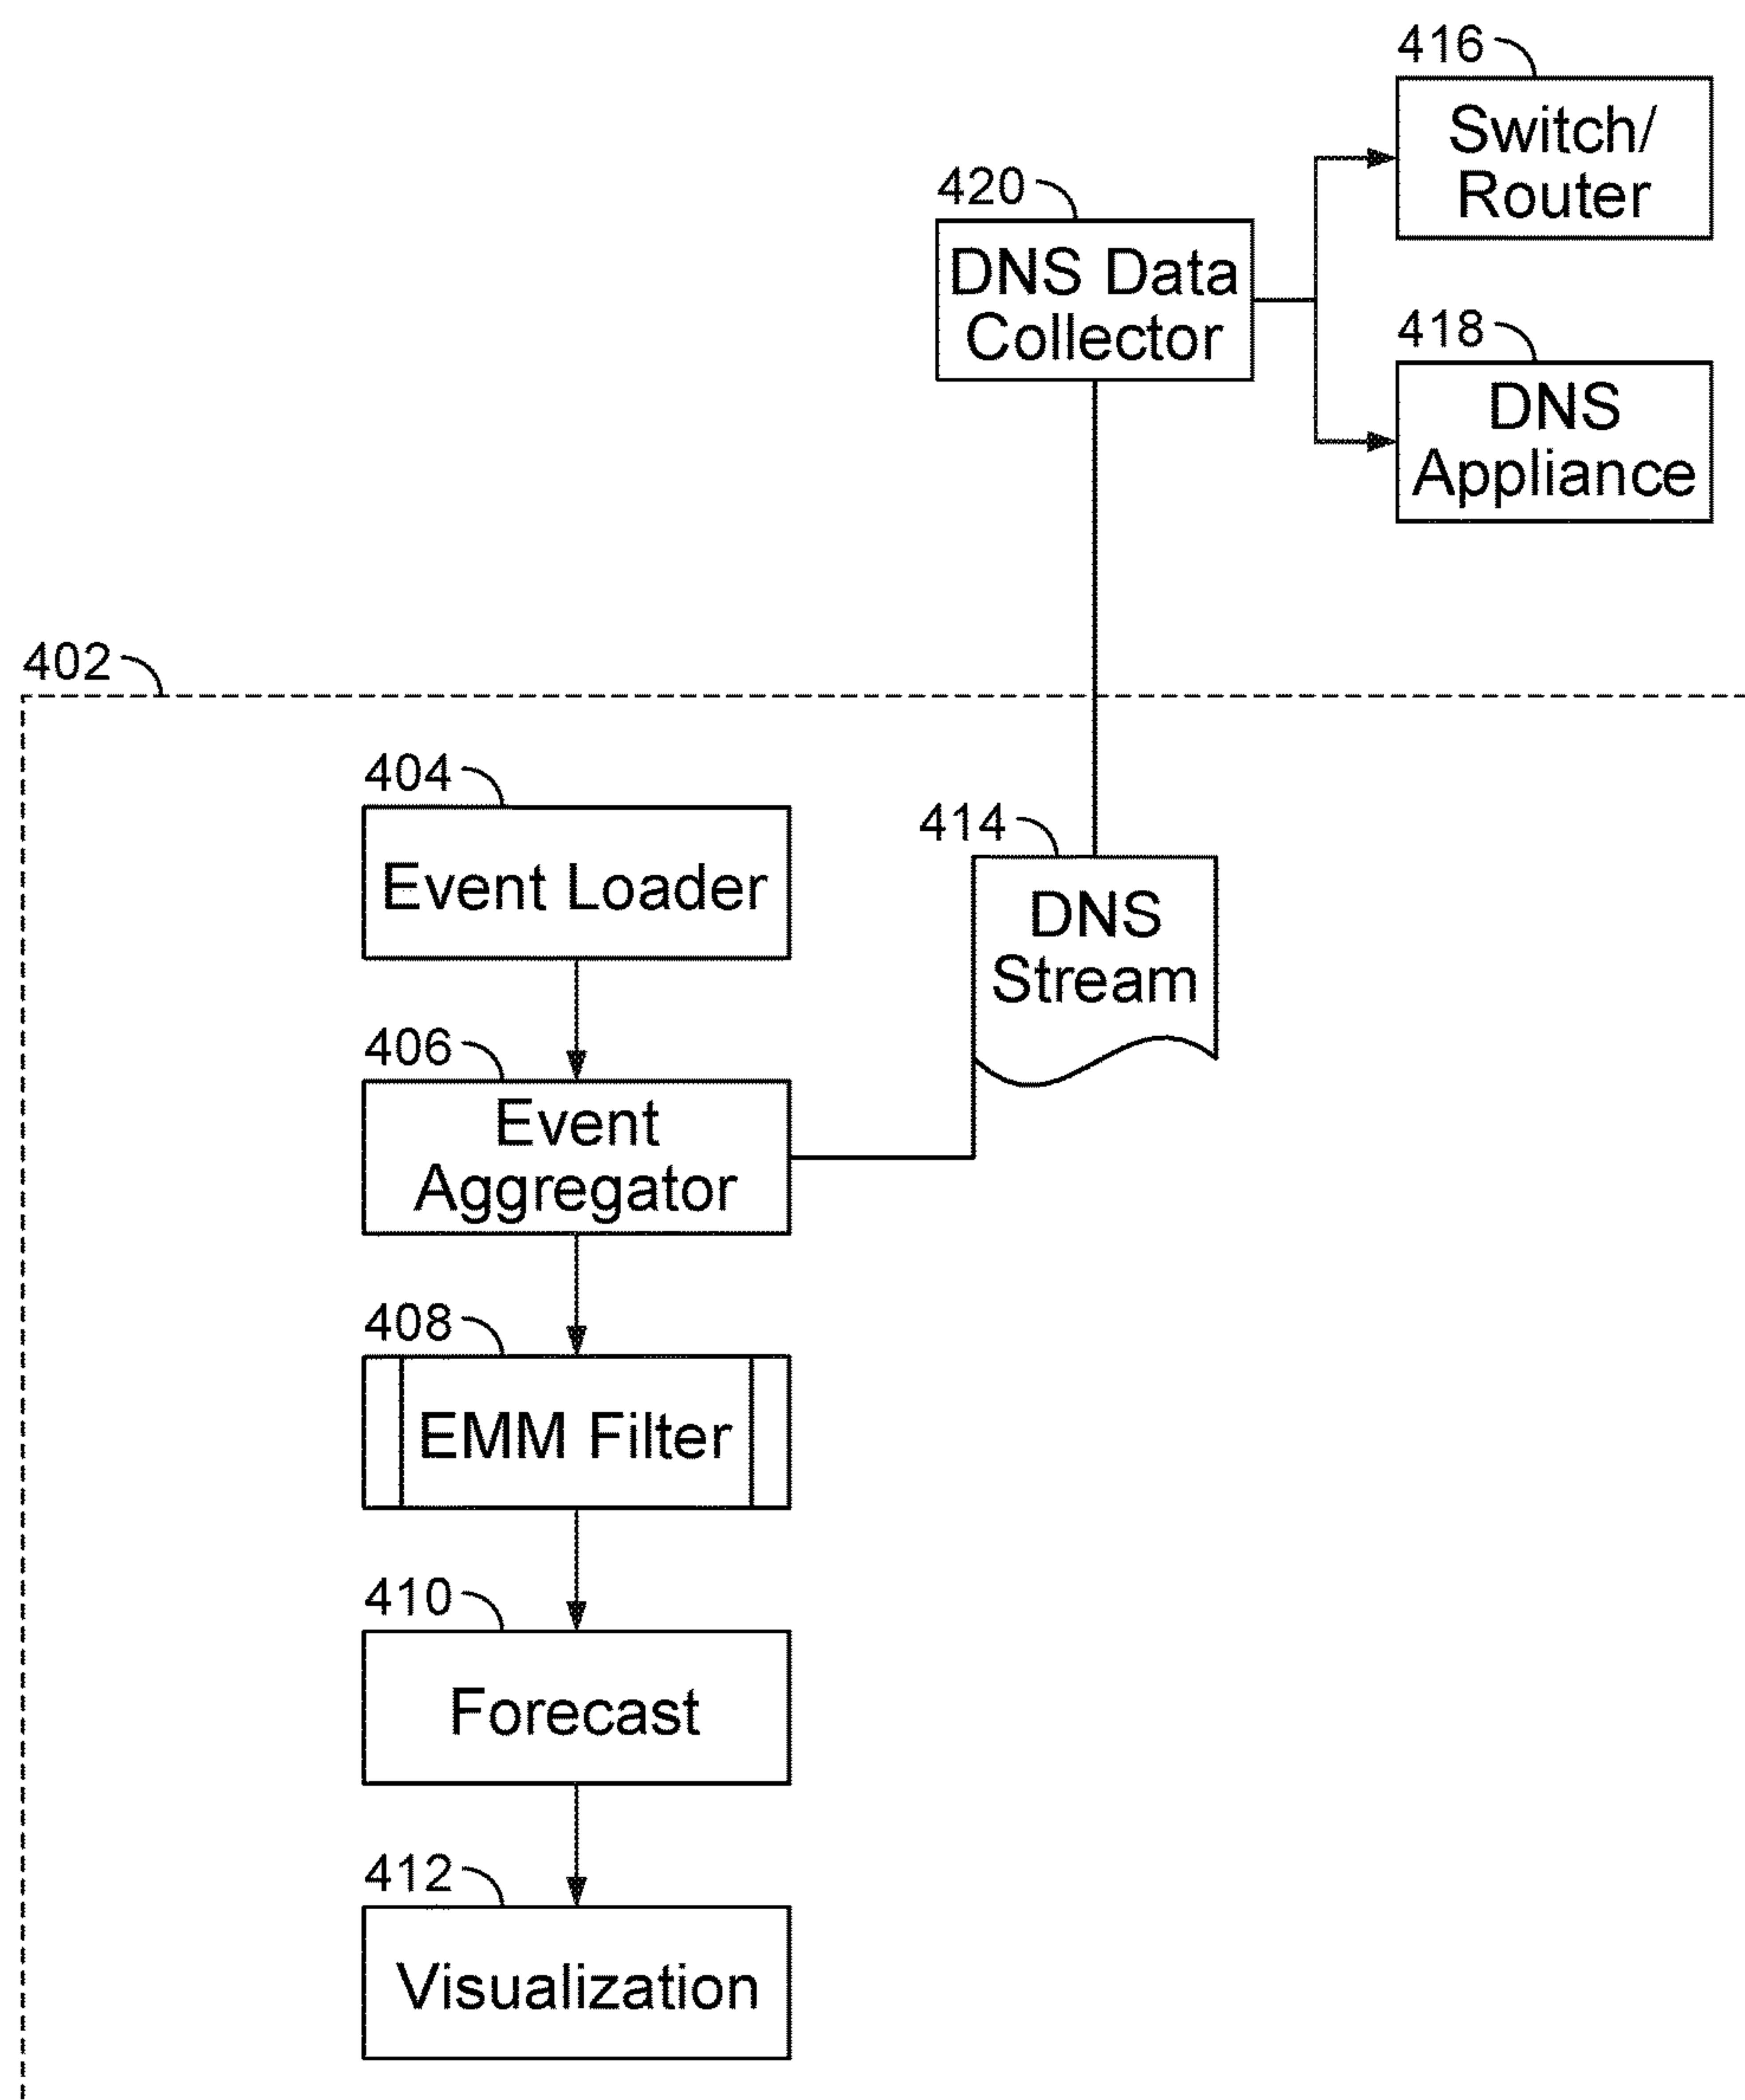 416
Switch/
Router
420
DNS Data
Collector
418
DNS
Appliance
402
404
Event Loader
414
DNS
Stream
406
Event
Aggregator
408
EMM Filter
410
Forecast
412
Visualization